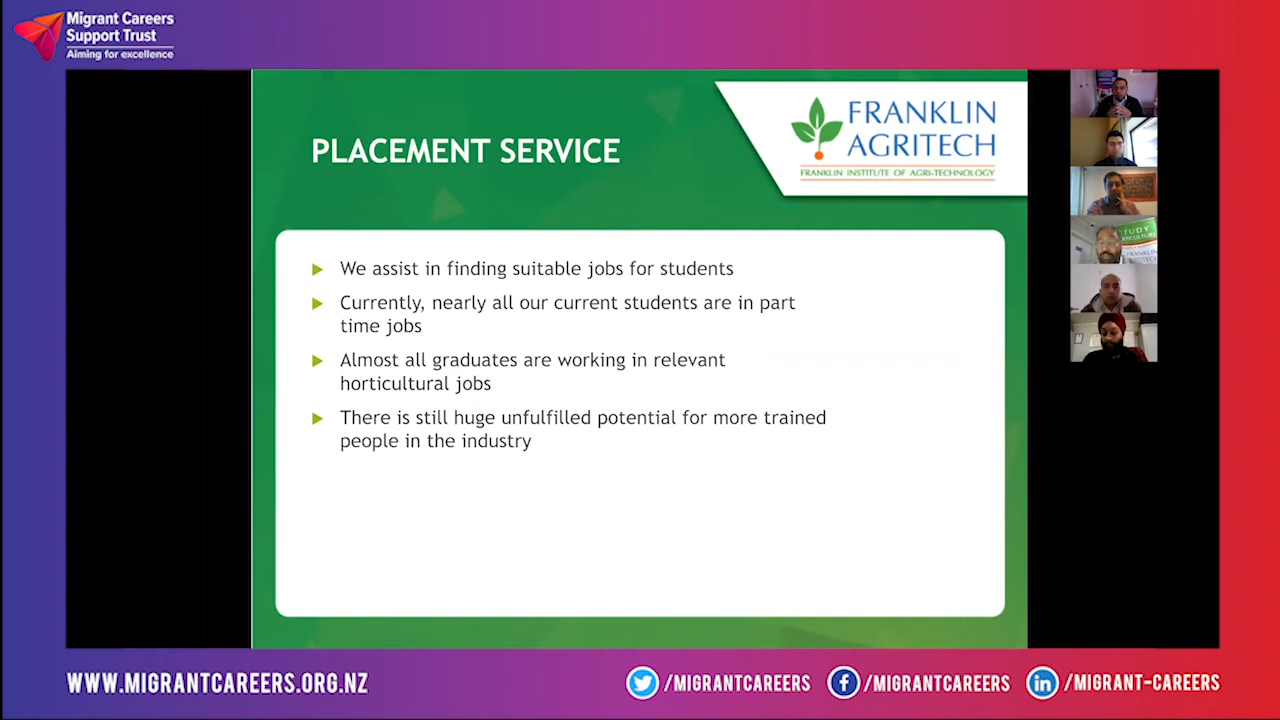 Migrant Careers
Support Trust
Aiming for excellence
PLACEMENT SERVICE
FRANKLIN
AGRITECH
FRANKLIN INSTITUTE OF AGRI-TECHNOLOGY
We assist in finding suitable jobs for students
Currently, nearly all our current students are in part
time jobs
Almost all graduates are working in relevant
horticultural jobs
There is still huge unfulfilled potential for more trained
people in the industry
WWW.MIGRANTCAREERS.ORG.NZ
/MIGRANTCAREERS
/MIGRANTCAREERS
/MIGRANT-CAREERS